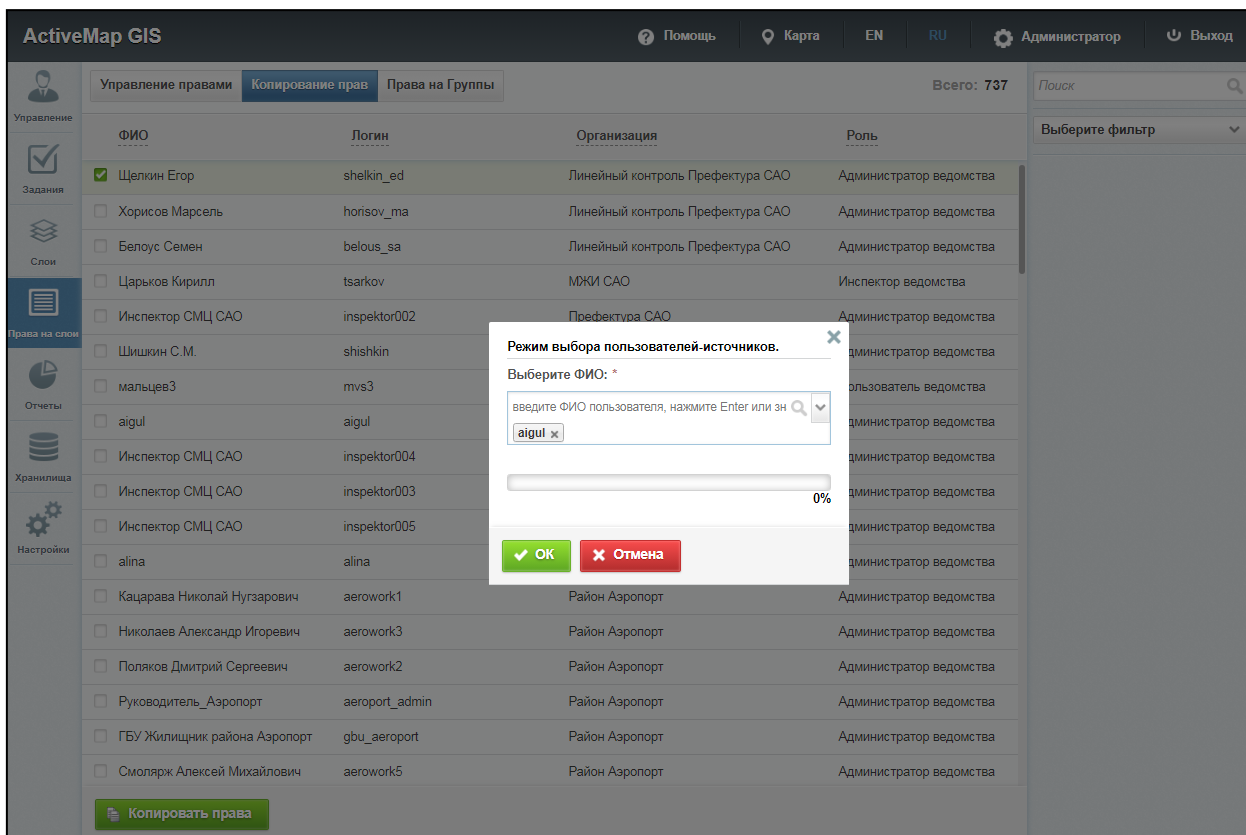 ActiveMap GIS
Помощь
Карта
EN
RU
Администратор
Выход
Управление
Задания
Слои
Права на слои
Отчеты
Хранилища
Настройки
Управление правами
Копирование прав
Права на Группы
Всего: 737
Поиск
Выберите фильтр
ФИО Логин Организация Роль
Щелкин Егор shelkin_ed Линейный контроль Префектура САО Администратор ведомства
Хорисов Марсель horisov_ma Линейный контроль Префектура САО Администратор ведомства
Белоус Семен belous_sa Линейный контроль Префектура САО Администратор ведомства
Царьков Кирилл tsarkov МЖИ САО Инспектор ведомства
Инспектор СМЦ САО inspektor002 Префектура САО Администратор ведомства
Шишкин С.М. shishkin дминистратор ведомства
мальцев3 mvs3 ользователь ведомства
aigul aigul дминистратор ведомства
Инспектор СМЦ САО inspektor004 дминистратор ведомства
Инспектор СМЦ САО inspektor003 дминистратор ведомства
Инспектор СМЦ САО inspektor005 дминистратор ведомства
alina alina дминистратор ведомства
Кацарава Николай Нугзарович aerowork1 Район Аэропорт Администратор ведомства
Николаев Александр Игоревич aerowork3 Район Аэропорт Администратор ведомства
Поляков Дмитрий Сергеевич aerowork2 Район Аэропорт Администратор ведомства
Руководитель_Аэропорт aeroport_admin Район Аэропорт Администратор ведомства
ГБУ Жилищник района Аэропорт gbu_aeroport Район Аэропорт Администратор ведомства
Смолярж Алексей Михайлович aerowork5 Район Аэропорт Администратор ведомства
Копировать права
Режим выбора пользователей-источников.
Выберите ФИО: *
введите ФИО пользователя, нажмите Enter или зн
aigul
0%
ОК
Отмена